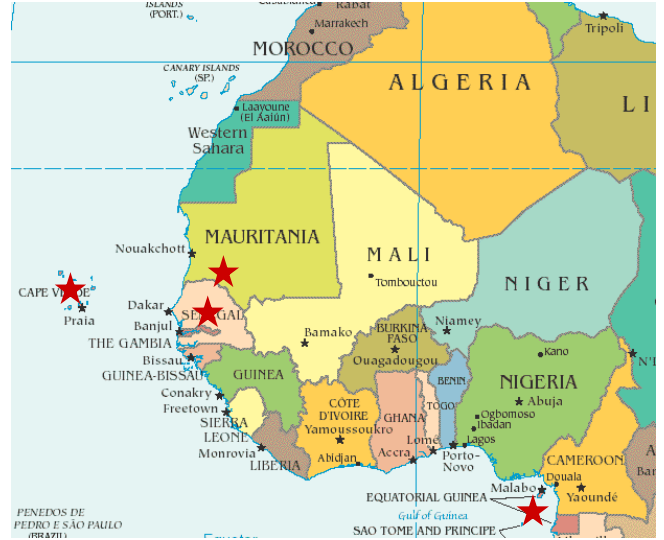 ISLANDS
(PORT.)
Casablanca
Rabat
Marrakech
MOROCCO
Tripoli
CANARY ISLANDS
(SP.)
ALGERIA
LI
Laayoune
(El Aaiún)
Western
Sahara
Nouakchott
MAURITANIA
MALI
Tombouctou
NIGER
CAPE VERDE
Praia
Dakar
SENEGAL
Banjul
THE GAMBIA
Bissau
GUINEA-BISSAU
Bamako
BURKINA
FASO
Ouagadougou
Niamey
Kano
N'D
GUINEA
Conakry
Freetown
SIERRA
LEONE
Monrovia
LIBERIA
CÔTE
D'IVOIRE
Yamoussoukro
Abidjan
GHANA
Accra
TOGO
Lomé
BENIN
Porto-
Novo
NIGERIA
Abuja
Ogbomoso
Ibadan
Lagos
CAMEROON
Douala
Yaoundé
Malabo
EQUATORIAL GUINEA
Gulf of Guinea
SAO TOME AND PRINCIPE
PENEDOS DE
PEDRO E SÃO PAULO
(BRAZIL)
Equator